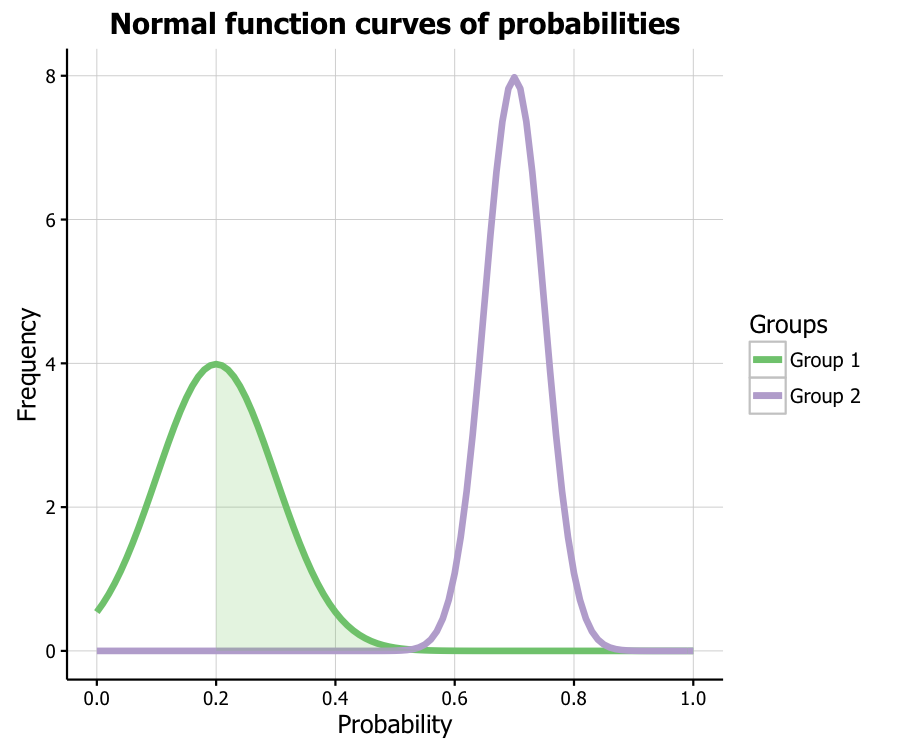 Normal function curves of probabilities
Frequency
8
6
4
2
0
0.0 0.2 0.4 0.6 0.8 1.0
Probability
Groups
Group 1
Group 2